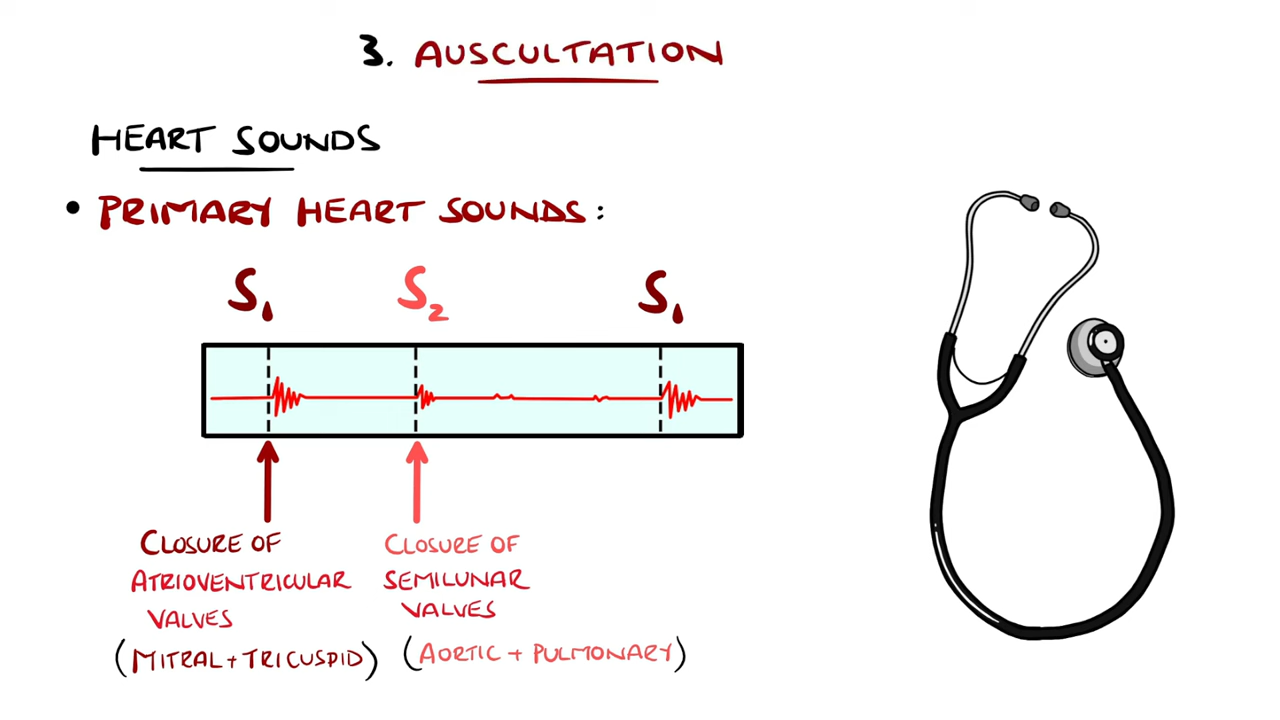 3. AUSCULTATION
HEART SOUNDS
• PRIMARY HEART SOUNDS:
S₁ S₂ S₁
CLOSURE OF
ATRIOVENTRICULAR
VALVES
(MITRAL + TRICUSPID)
CLOSURE OF
SEMILUNAR
VALVES
(AORTIC + PULMONARY)